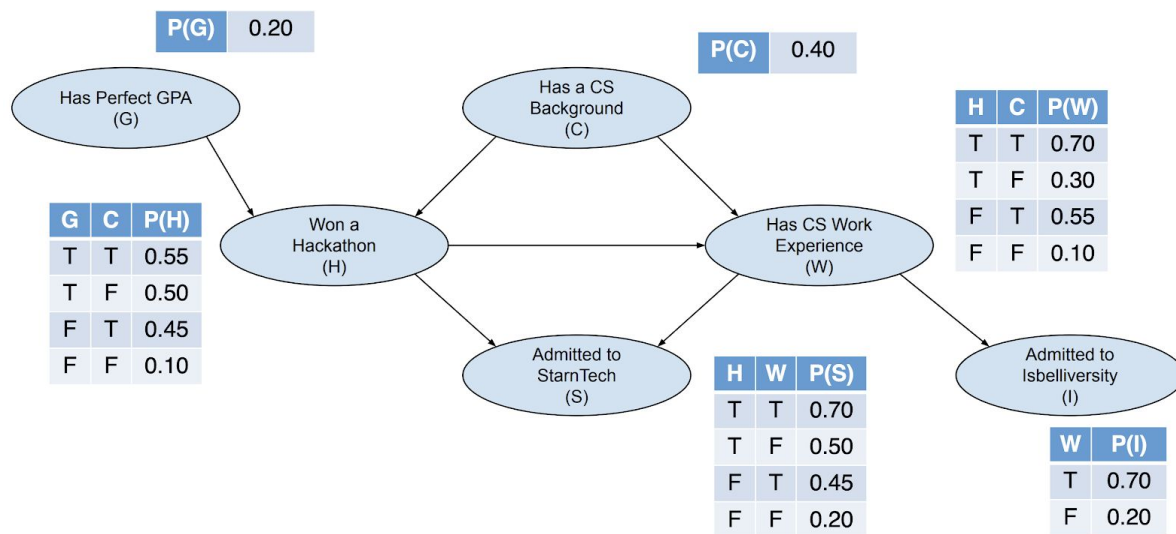 P(G) 0.20
P(C) 0.40
Has Perfect GPA
(G)
Has a CS
Background
(C)
H C P(W)
T T 0.70
T F 0.30
F T 0.55
F F 0.10
G C P(H)
T T 0.55
T F 0.50
F T 0.45
F F 0.10
Won a
Hackathon
(H)
Has CS Work
Experience
(W)
Admitted to
StarnTech
(S)
H W P(S)
T T 0.70
T F 0.50
F T 0.45
F F 0.20
Admitted to
Isbelliversity
(I)
W P(I)
T 0.70
F 0.20